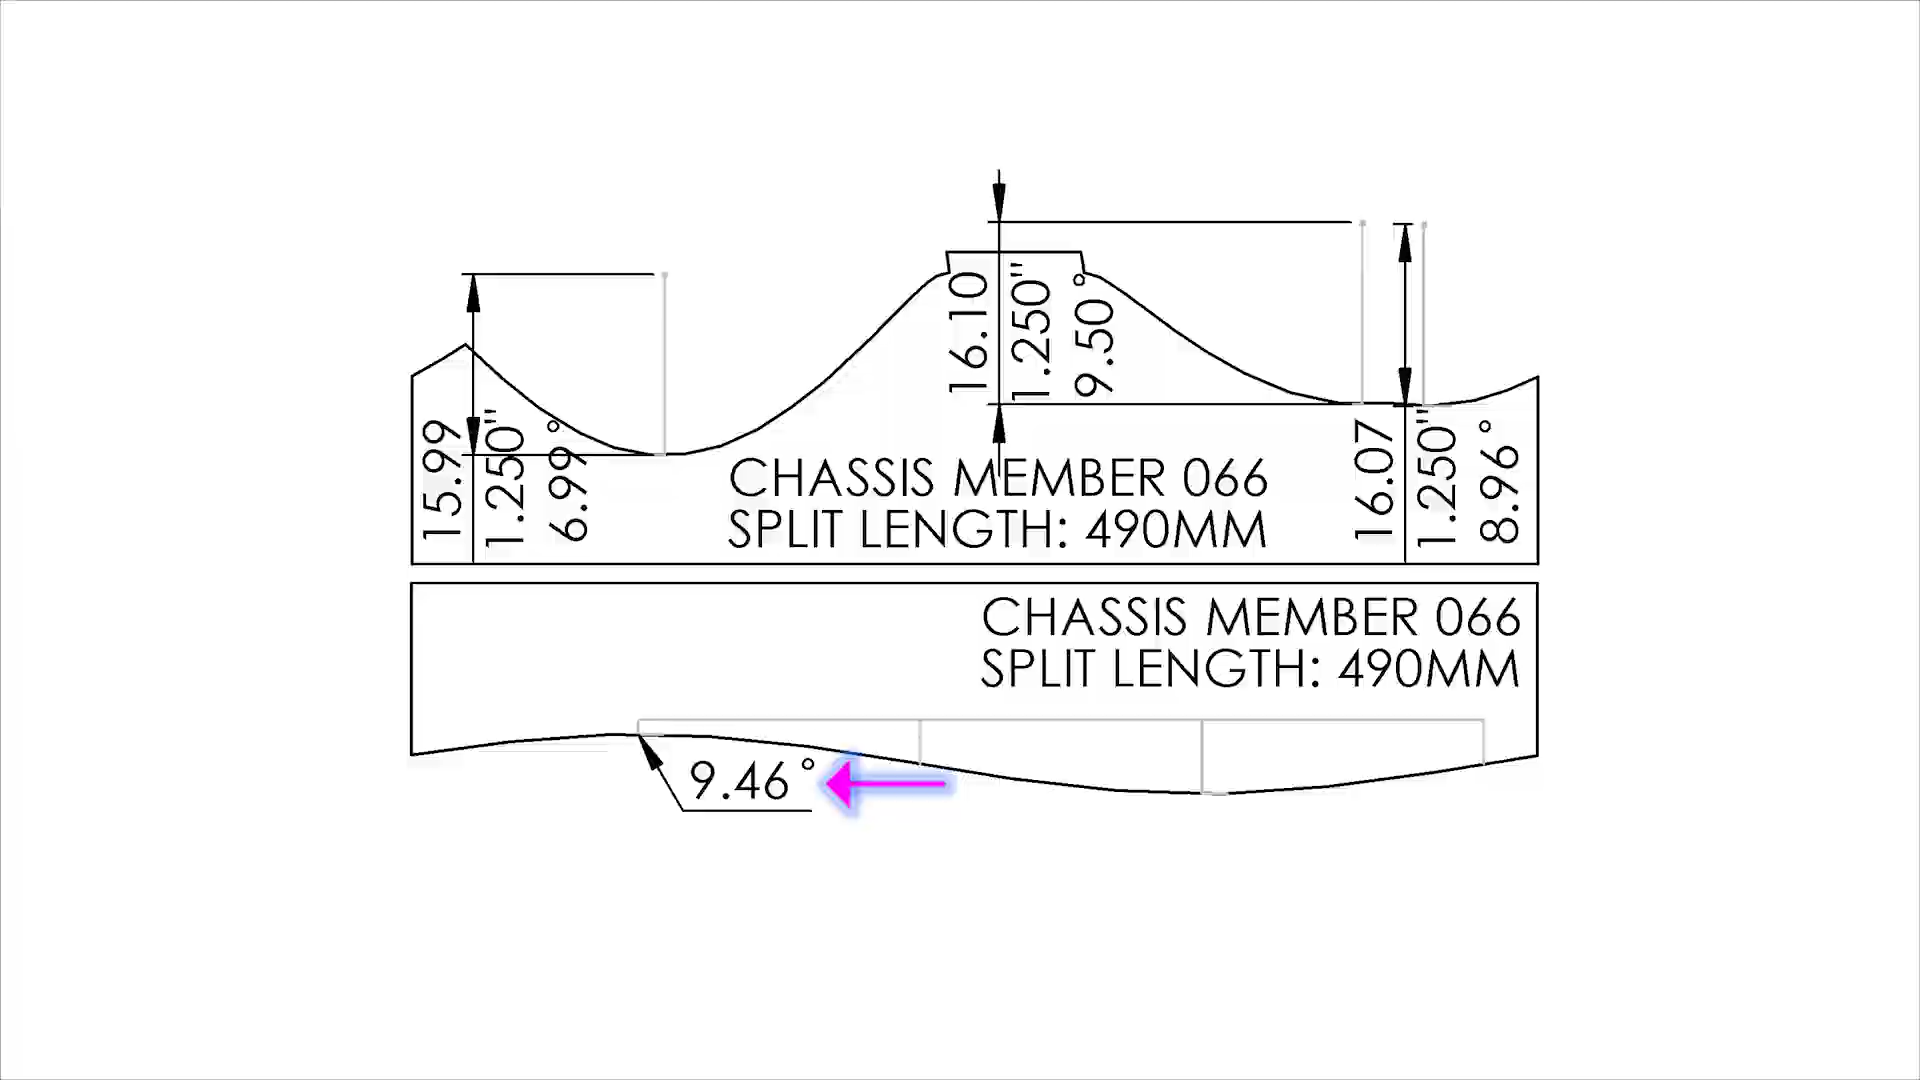 15.99
1.250"
6.99°
16.10
1.250"
9.50°
16.07
1.250"
8.96°
CHASSIS MEMBER 066
SPLIT LENGTH: 490MM
CHASSIS MEMBER 066
SPLIT LENGTH: 490MM
9.46°